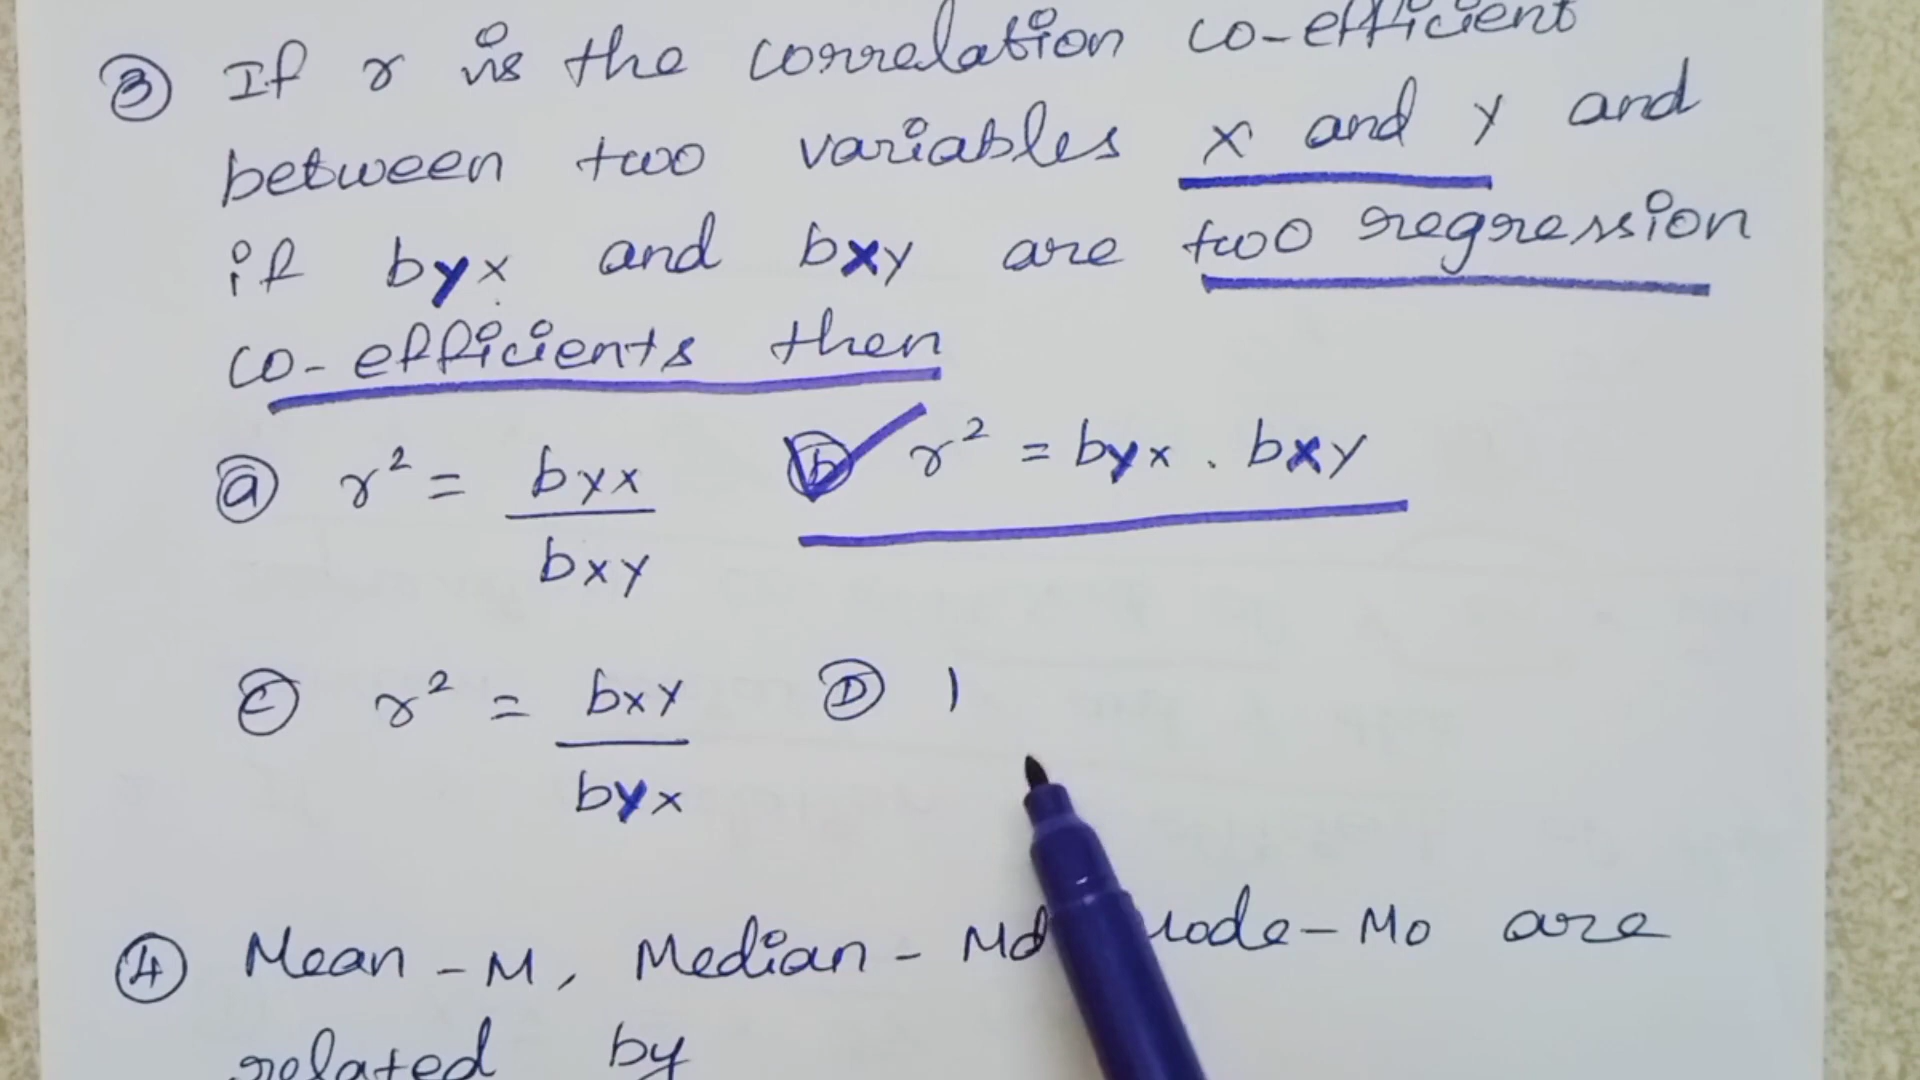 ③ If r is the correlation co-efficient
between two variables x and y and
if byx and bxy are two regression
co-efficients then
ⓐ r² = byx / bxy ⓑ r² = byx . bxy
ⓒ r² = bxy / byx Ⓓ 1
④ Mean - M, Median - Md mode - Mo are
related by